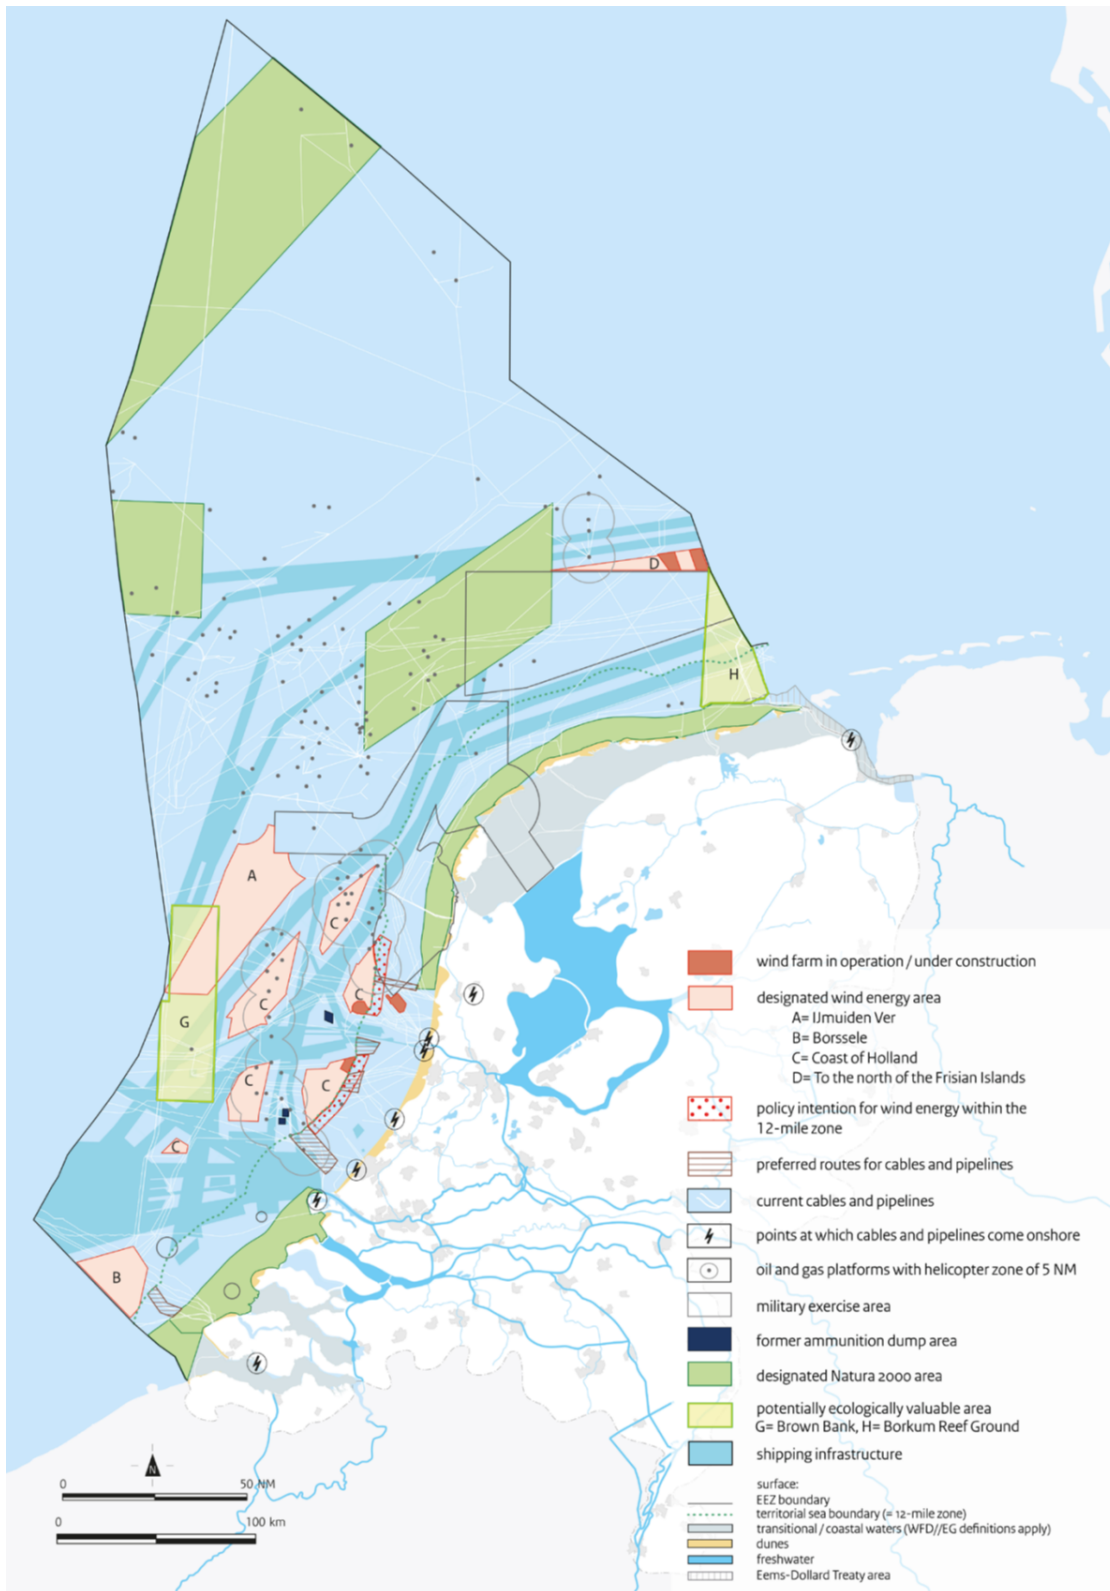 D
H
A
C
C
C
G
C
C
C
B
N
0
50 NM
0
100 km
wind farm in operation / under construction
designated wind energy area
A= IJmuiden Ver
B= Borssele
C= Coast of Holland
D= To the north of the Frisian Islands
policy intention for wind energy within the
12-mile zone
preferred routes for cables and pipelines
current cables and pipelines
points at which cables and pipelines come onshore
oil and gas platforms with helicopter zone of 5 NM
military exercise area
former ammunition dump area
designated Natura 2000 area
potentially ecologically valuable area
G= Brown Bank, H= Borkum Reef Ground
shipping infrastructure
surface:
EEZ boundary
territorial sea boundary (= 12-mile zone)
transitional / coastal waters (WFD//EG definitions apply)
dunes
freshwater
Eems-Dollard Treaty area